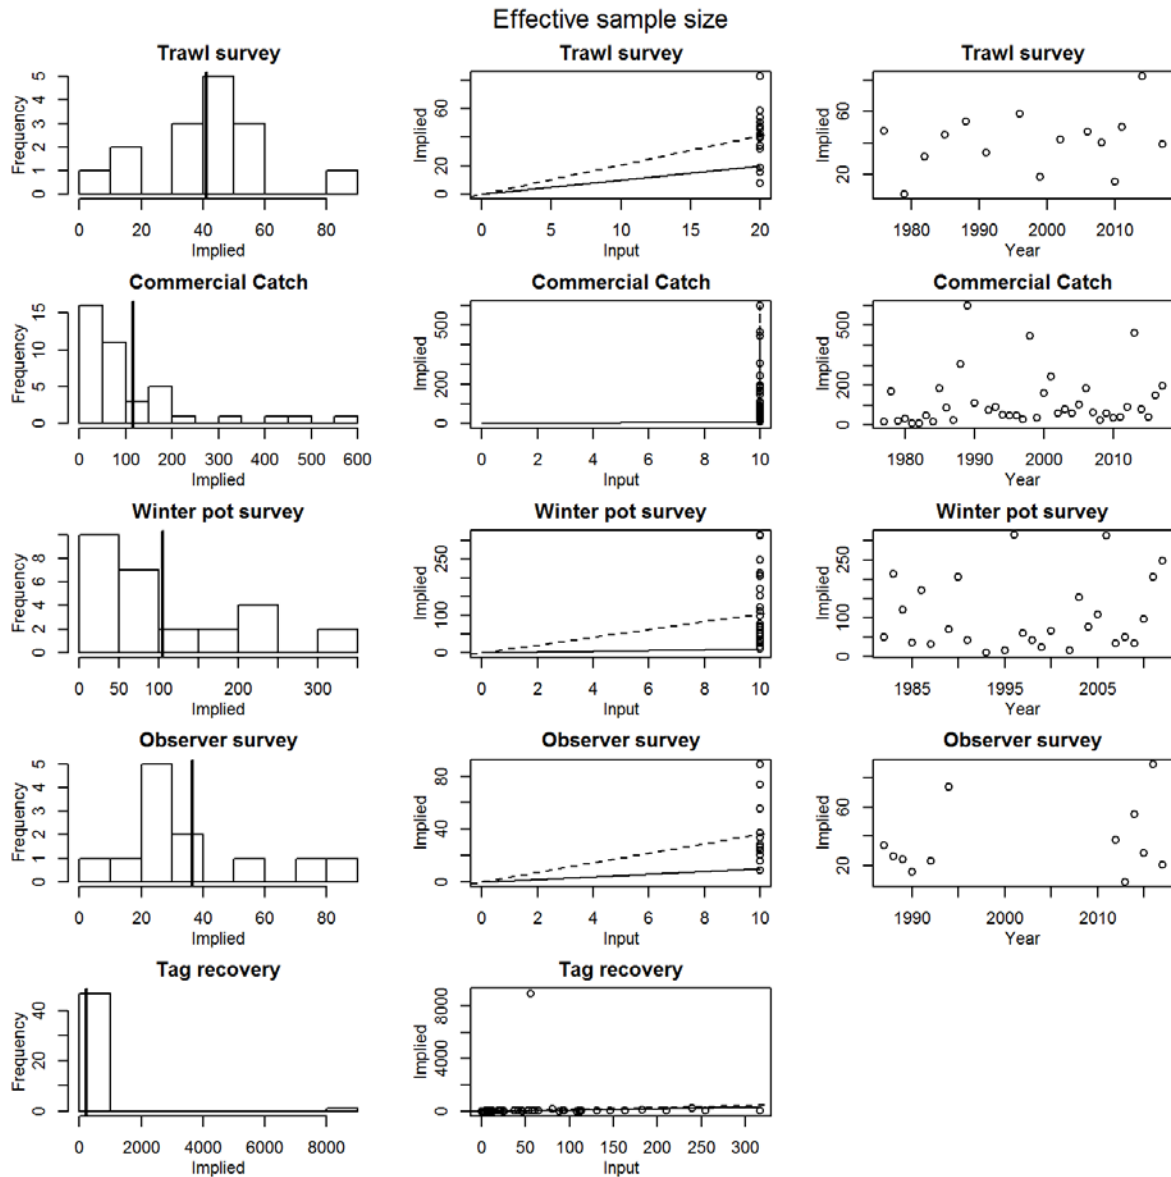 Effective sample size
Trawl survey Trawl survey Trawl survey
Frequency 0 1 2 3 4 5
0 20 40 60 80
Implied
Implied 0 20 60
0 5 10 15 20
Input
Implied 20 60
1980 1990 2000 2010
Year
Commercial Catch Commercial Catch Commercial Catch
Frequency 0 5 10 15
0 100 200 300 400 500 600
Implied
Implied 0 200 500
0 2 4 6 8 10
Input
Implied 0 200 500
1980 1990 2000 2010
Year
Winter pot survey Winter pot survey Winter pot survey
Frequency 0 2 4 6 8
0 50 100 200 300
Implied
Implied 0 100 250
0 2 4 6 8 10
Input
Implied 0 100 250
1985 1995 2005
Year
Observer survey Observer survey Observer survey
Frequency 0 1 2 3 4 5
0 20 40 60 80
Implied
Implied 0 40 80
0 2 4 6 8 10
Input
Implied 20 60
1990 2000 2010
Year
Tag recovery Tag recovery
Frequency 0 20 40
0 2000 4000 6000 8000
Implied
Implied 0 4000 8000
0 50 100 150 200 250 300
Input